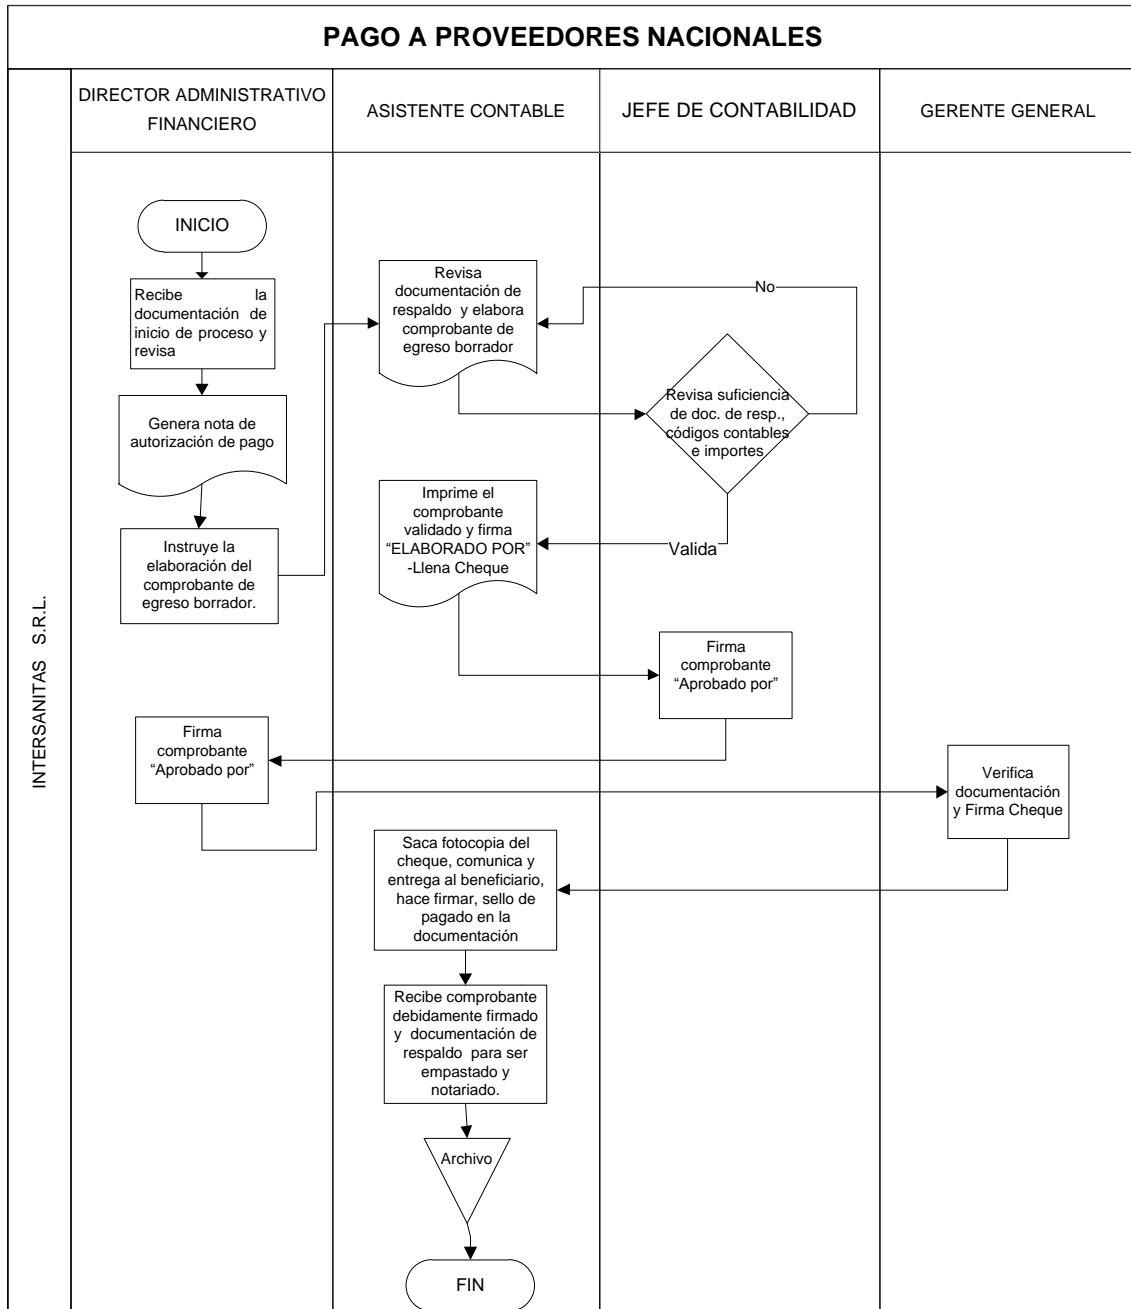 PAGO A PROVEEDORES NACIONALES
DIRECTOR ADMINISTRATIVO
FINANCIERO
ASISTENTE CONTABLE
JEFE DE CONTABILIDAD
GERENTE GENERAL
INTERSANITAS S.R.L.
INICIO
Recibe la
documentación de
inicio de proceso y
revisa
Genera nota de
autorización de pago
Instruye la
elaboración del
comprobante de
egreso borrador.
Revisa
documentación de
respaldo y elabora
comprobante de
egreso borrador
No
Revisa suficiencia
de doc. de resp.,
códigos contables
e importes
Valida
Imprime el
comprobante
validado y firma
“ELABORADO POR”
-Llena Cheque
Firma
comprobante
“Aprobado por”
Firma
comprobante
“Aprobado por”
Verifica
documentación
y Firma Cheque
Saca fotocopia del
cheque, comunica y
entrega al beneficiario,
hace firmar, sello de
pagado en la
documentación
Recibe comprobante
debidamente firmado
y documentación de
respaldo para ser
empastado y
notariado.
Archivo
FIN